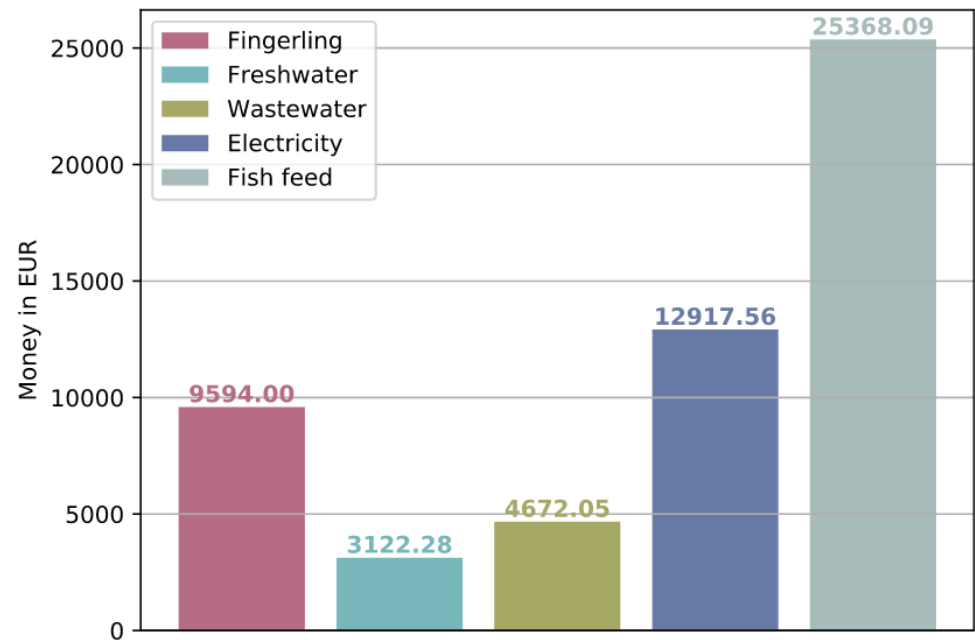 25368.09
25000
Fingerling
Freshwater
Wastewater
Electricity
Fish feed
20000
Money in EUR
15000
12917.56
10000
9594.00
5000
4672.05
3122.28
0